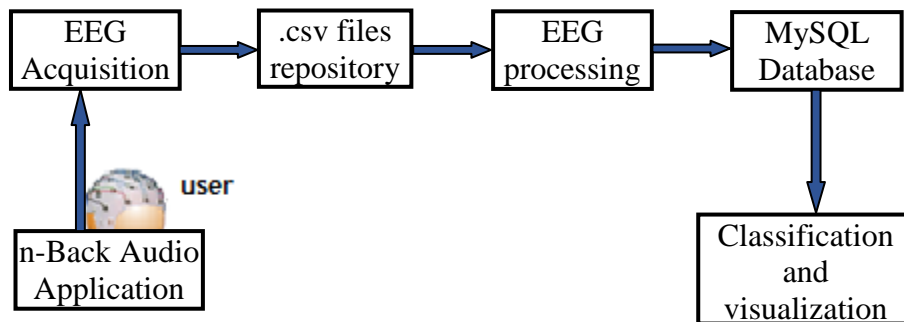 EEG
Acquisition
.csv files
repository
EEG
processing
MySQL
Database
user
n-Back Audio
Application
Classification
and
visualization